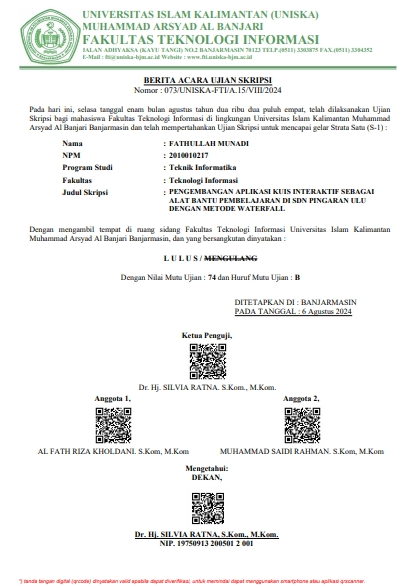 UNIVERSITAS ISLAM KALIMANTAN (UNISKA)
MUHAMMAD ARSYAD AL BANJARI
FAKULTAS TEKNOLOGI INFORMASI
JALAN ADHYAKSA (KAYU TANGI) NO.2 BANJARMASIN 70123 TELP.(0511) 3303875 FAX.(0511) 3304352
E-Mail : fti@uniska-bjm.ac.id Website : www.fti.uniska-bjm.ac.id
BERITA ACARA UJIAN SKRIPSI
Nomor : 073/UNISKA-FTI/A.15/VIII/2024
Pada hari ini, selasa tanggal enam bulan agustus tahun dua ribu dua puluh empat, telah dilaksanakan Ujian
Skripsi bagi mahasiswa Fakultas Teknologi Informasi di lingkungan Universitas Islam Kalimantan Muhammad
Arsyad Al Banjari Banjarmasin dan telah mempertahankan Ujian Skripsi untuk mencapai gelar Strata Satu (S-1) :
Nama : FATHULLAH MUNADI
NPM : 2010010217
Program Studi : Teknik Informatika
Fakultas : Teknologi Informasi
Judul Skripsi : PENGEMBANGAN APLIKASI KUIS INTERAKTIF SEBAGAI
ALAT BANTU PEMBELAJARAN DI SDN PINGARAN ULU
DENGAN METODE WATERFALL
Dengan mengambil tempat di ruang sidang Fakultas Teknologi Informasi Universitas Islam Kalimantan
Muhammad Arsyad Al Banjari Banjarmasin, dan yang bersangkutan dinyatakan :
L U L U S / MENGULANG
Dengan Nilai Mutu Ujian : 74 dan Huruf Mutu Ujian : B
DITETAPKAN DI : BANJARMASIN
PADA TANGGAL : 6 Agustus 2024
Ketua Penguji,
Dr. Hj. SILVIA RATNA. S.Kom., M.Kom.
Anggota 1, Anggota 2,
AL FATH RIZA KHOLDANI. S.Kom, M.Kom MUHAMMAD SAIDI RAHMAN. S.Kom, M.Kom
Mengetahui:
DEKAN,
Dr. Hj. SILVIA RATNA. S.Kom., M.Kom.
NIP. 19750913 200501 2 001
*) tanda tangan digital (qrcode) dinyatakan valid apabila dapat diverifikasi, untuk memindai dapat menggunakan smartphone atau aplikasi qrscanner.